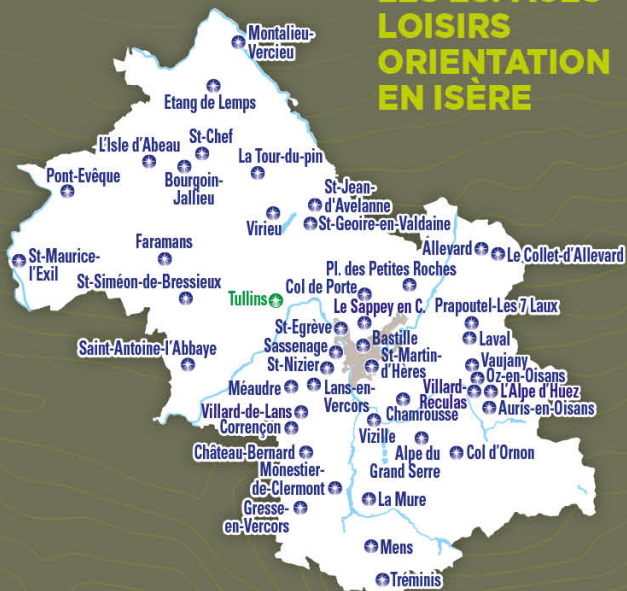 LES ESPACES
LOISIRS
ORIENTATION
EN ISÈRE
Montalieu-
Vercieu
Etang de Lemps
L'Isle d'Abeau
St-Chef
La Tour-du-pin
Pont-Evêque
Bourgoin-
Jallieu
St-Jean-
d'Avelanne
Virieu
St-Geoire-en-Valdaine
St-Maurice-
l'Exil
Faramans
Allevard
Le Collet-d'Allevard
St-Siméon-de-Bressieux
Pl. des Petites Roches
Tullins
Col de Porte
Le Sappey en C.
Prapoutel-Les 7 Laux
St-Egrève
Bastille
Laval
Saint-Antoine-l'Abbaye
Sassenage
St-Martin-
d'Hères
St-Nizier
Vaujany
Oz-en-Oisans
Méaudre
Lans-en-
Vercors
Villard-
Reculas
L'Alpe d'Huez
Chamrousse
Auris-en-Oisans
Villard-de-Lans
Corrençon
Vizille
Château-Bernard
Alpe du
Grand Serre
Col d'Ornon
Monestier-
de-Clermont
La Mure
Gresse-
en-Vercors
Mens
Tréminis